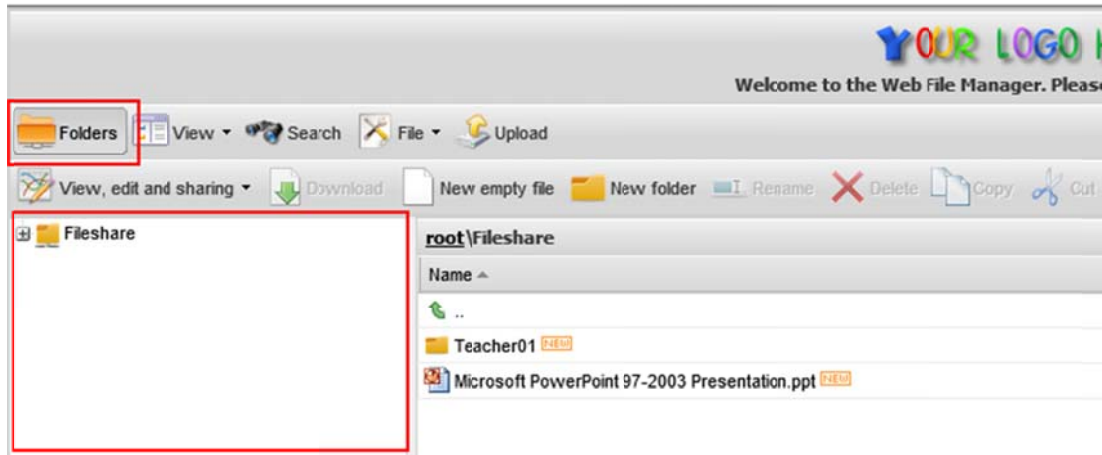 YOUR LOGO
Welcome to the Web File Manager. Please
Folders View Search File Upload
View, edit and sharing Download New empty file New folder Rename Delete Copy Cut
Fileshare
root\Fileshare
Name
..
Teacher01 NEW
Microsoft PowerPoint 97-2003 Presentation.ppt NEW